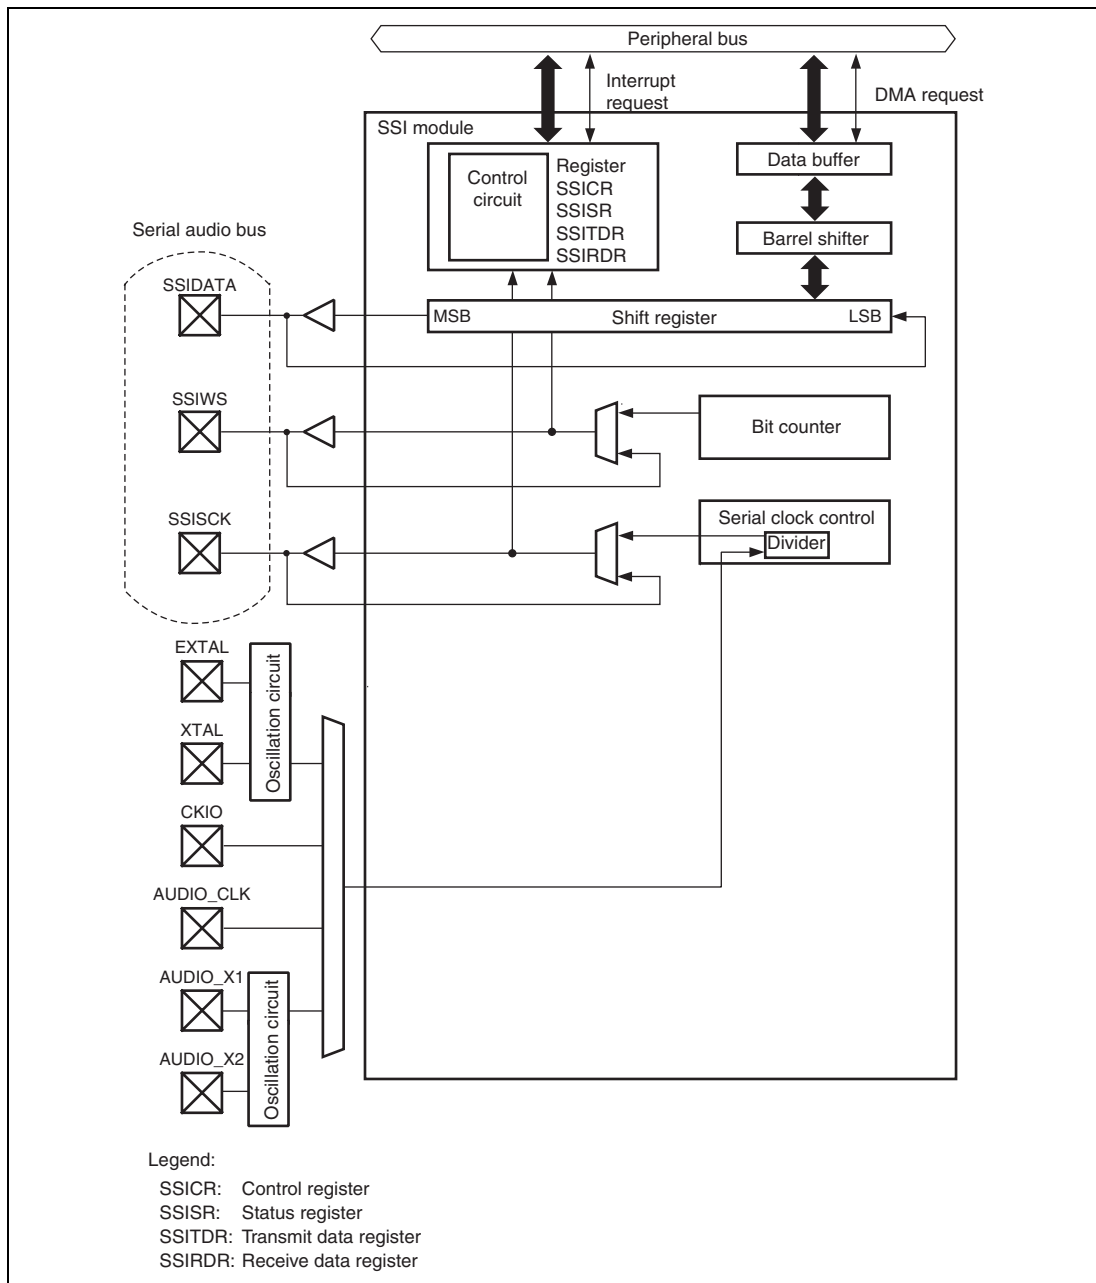 Peripheral bus
Interrupt
request
DMA request
SSI module
Control
circuit
Register
SSICR
SSISR
SSITDR
SSIRDR
Data buffer
Barrel shifter
Serial audio bus
SSIDATA
MSB
Shift register
LSB
SSIWS
Bit counter
SSISCK
Serial clock control
Divider
EXTAL
Oscillation circuit
XTAL
CKIO
AUDIO_CLK
AUDIO_X1
Oscillation circuit
AUDIO_X2
Legend:
SSICR: Control register
SSISR: Status register
SSITDR: Transmit data register
SSIRDR: Receive data register